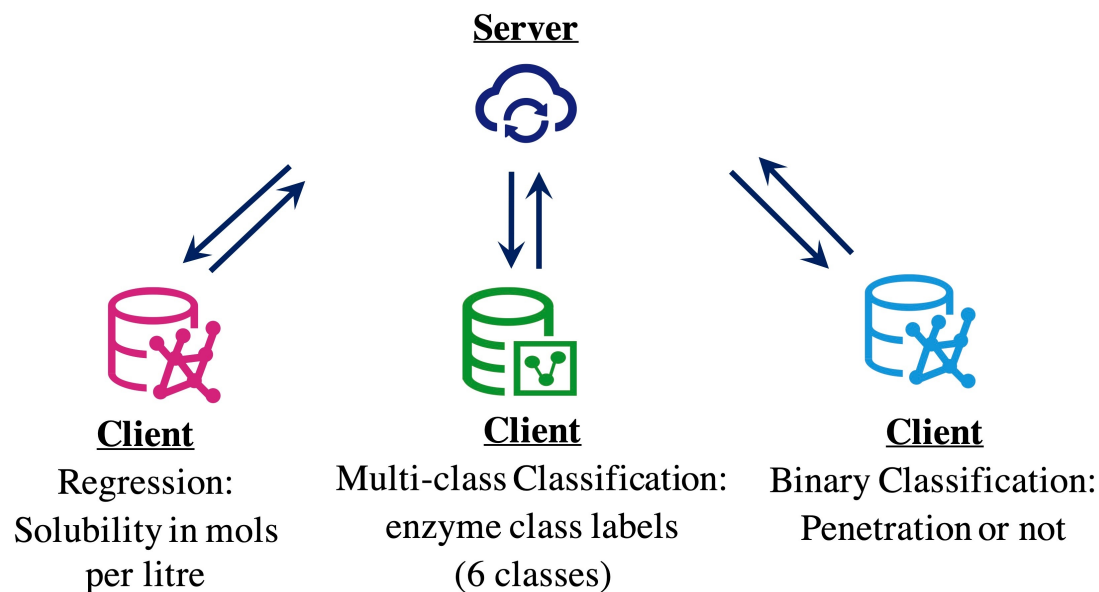 Server
Client
Regression:
Solubility in mols
per litre
Client
Multi-class Classification:
enzyme class labels
(6 classes)
Client
Binary Classification:
Penetration or not